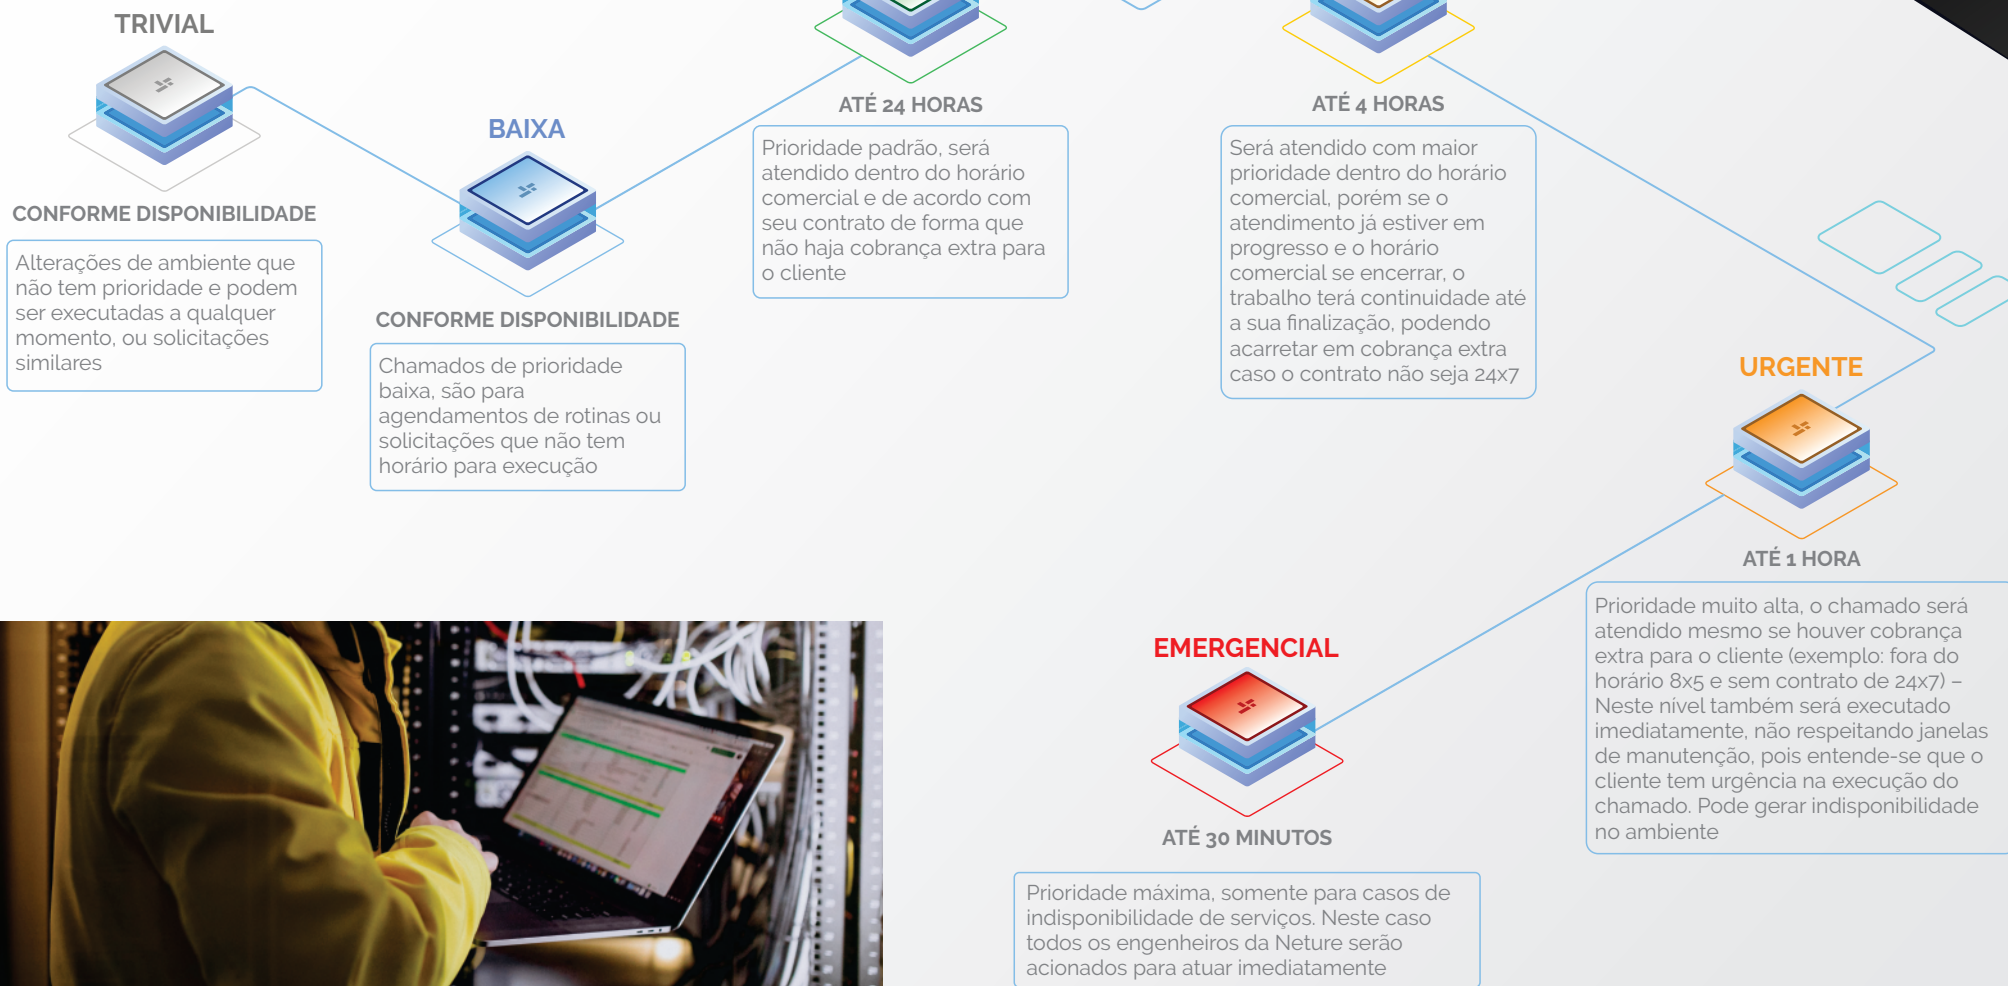 TRIVIAL
CONFORME DISPONIBILIDADE
Alterações de ambiente que
não tem prioridade e podem
ser executadas a qualquer
momento, ou solicitações
similares
BAIXA
CONFORME DISPONIBILIDADE
Chamados de prioridade
baixa, são para
agendamentos de rotinas ou
solicitações que não tem
horário para execução
ATÉ 24 HORAS
Prioridade padrão, será
atendido dentro do horário
comercial e de acordo com
seu contrato de forma que
não haja cobrança extra para
o cliente
ATÉ 4 HORAS
Será atendido com maior
prioridade dentro do horário
comercial, porém se o
atendimento já estiver em
progresso e o horário
comercial se encerrar, o
trabalho terá continuidade até
a sua finalização, podendo
acarretar em cobrança extra
caso o contrato não seja 24x7
URGENTE
ATÉ 1 HORA
Prioridade muito alta, o chamado será
atendido mesmo se houver cobrança
extra para o cliente (exemplo: fora do
horário 8x5 e sem contrato de 24x7) –
Neste nível também será executado
imediatamente, não respeitando janelas
de manutenção, pois entende-se que o
cliente tem urgência na execução do
chamado. Pode gerar indisponibilidade
no ambiente
EMERGENCIAL
ATÉ 30 MINUTOS
Prioridade máxima, somente para casos de
indisponibilidade de serviços. Neste caso
todos os engenheiros da Neture serão
acionados para atuar imediatamente